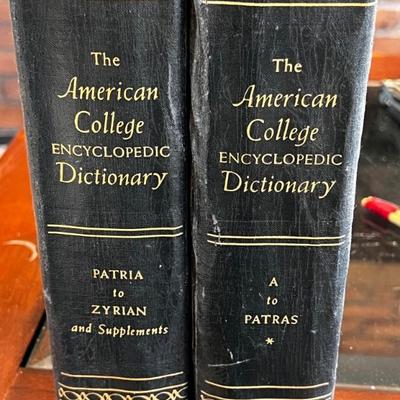 The
American
College
ENCYCLOPEDIC
Dictionary
PATRIA
to
ZYRIAN
and Supplements
The
American
College
ENCYCLOPEDIC
Dictionary
A
to
PATRAS
*